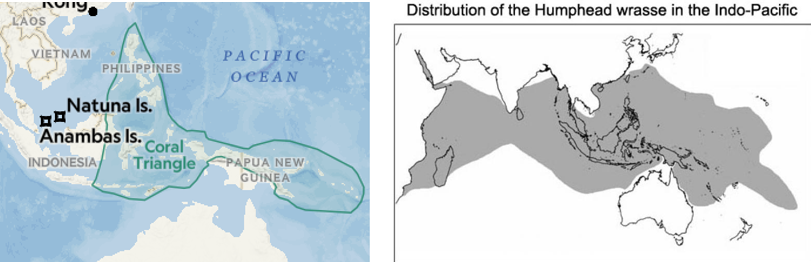 Kong
LAOS
VIETNAM
PHILIPPINES
PACIFIC
OCEAN
Natuna Is.
Anambas Is.
Coral
Triangle
INDONESIA
PAPUA NEW
GUINEA
Distribution of the Humphead wrasse in the Indo-Pacific